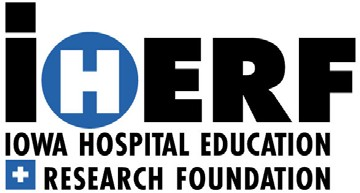 iHERF
IOWA HOSPITAL EDUCATION
+ RESEARCH FOUNDATION